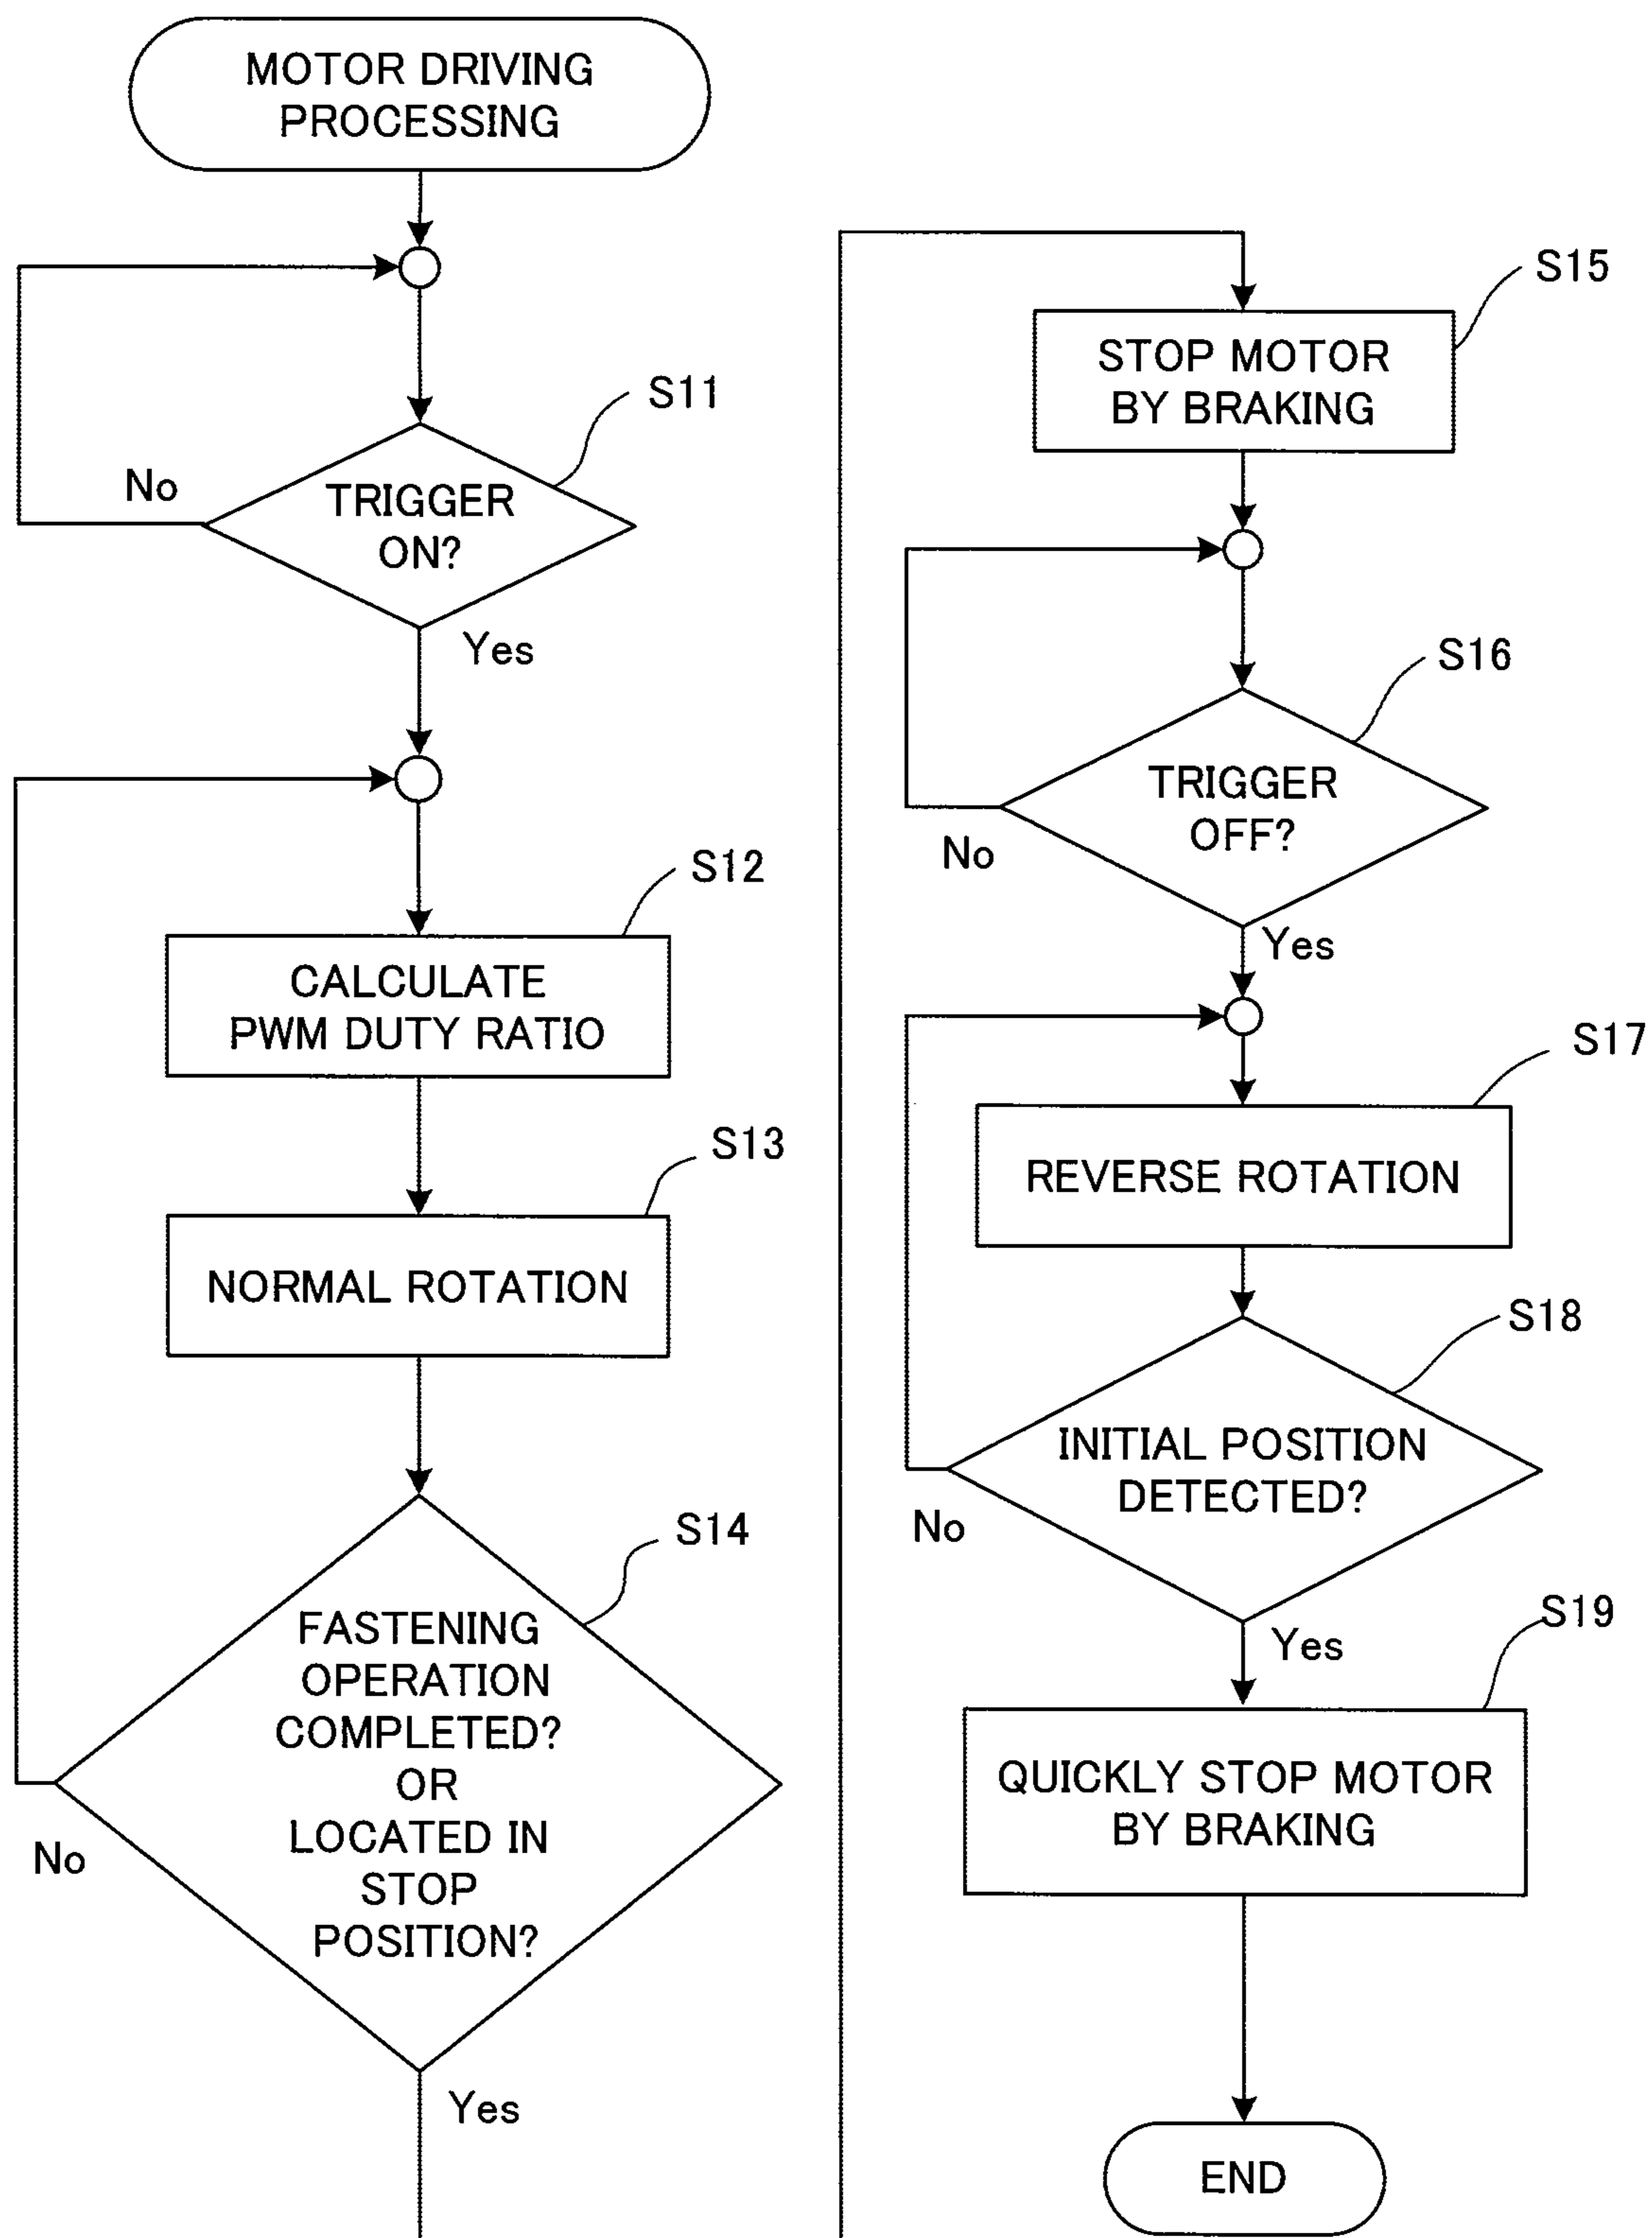 MOTOR DRIVING
PROCESSING
S11
No
TRIGGER
ON?
Yes
S12
CALCULATE
PWM DUTY RATIO
S13
NORMAL ROTATION
S14
FASTENING
OPERATION
COMPLETED?
OR
LOCATED IN
STOP
POSITION?
No
Yes
S15
STOP MOTOR
BY BRAKING
S16
TRIGGER
OFF?
No
Yes
S17
REVERSE ROTATION
S18
INITIAL POSITION
DETECTED?
No
Yes
S19
QUICKLY STOP MOTOR
BY BRAKING
END